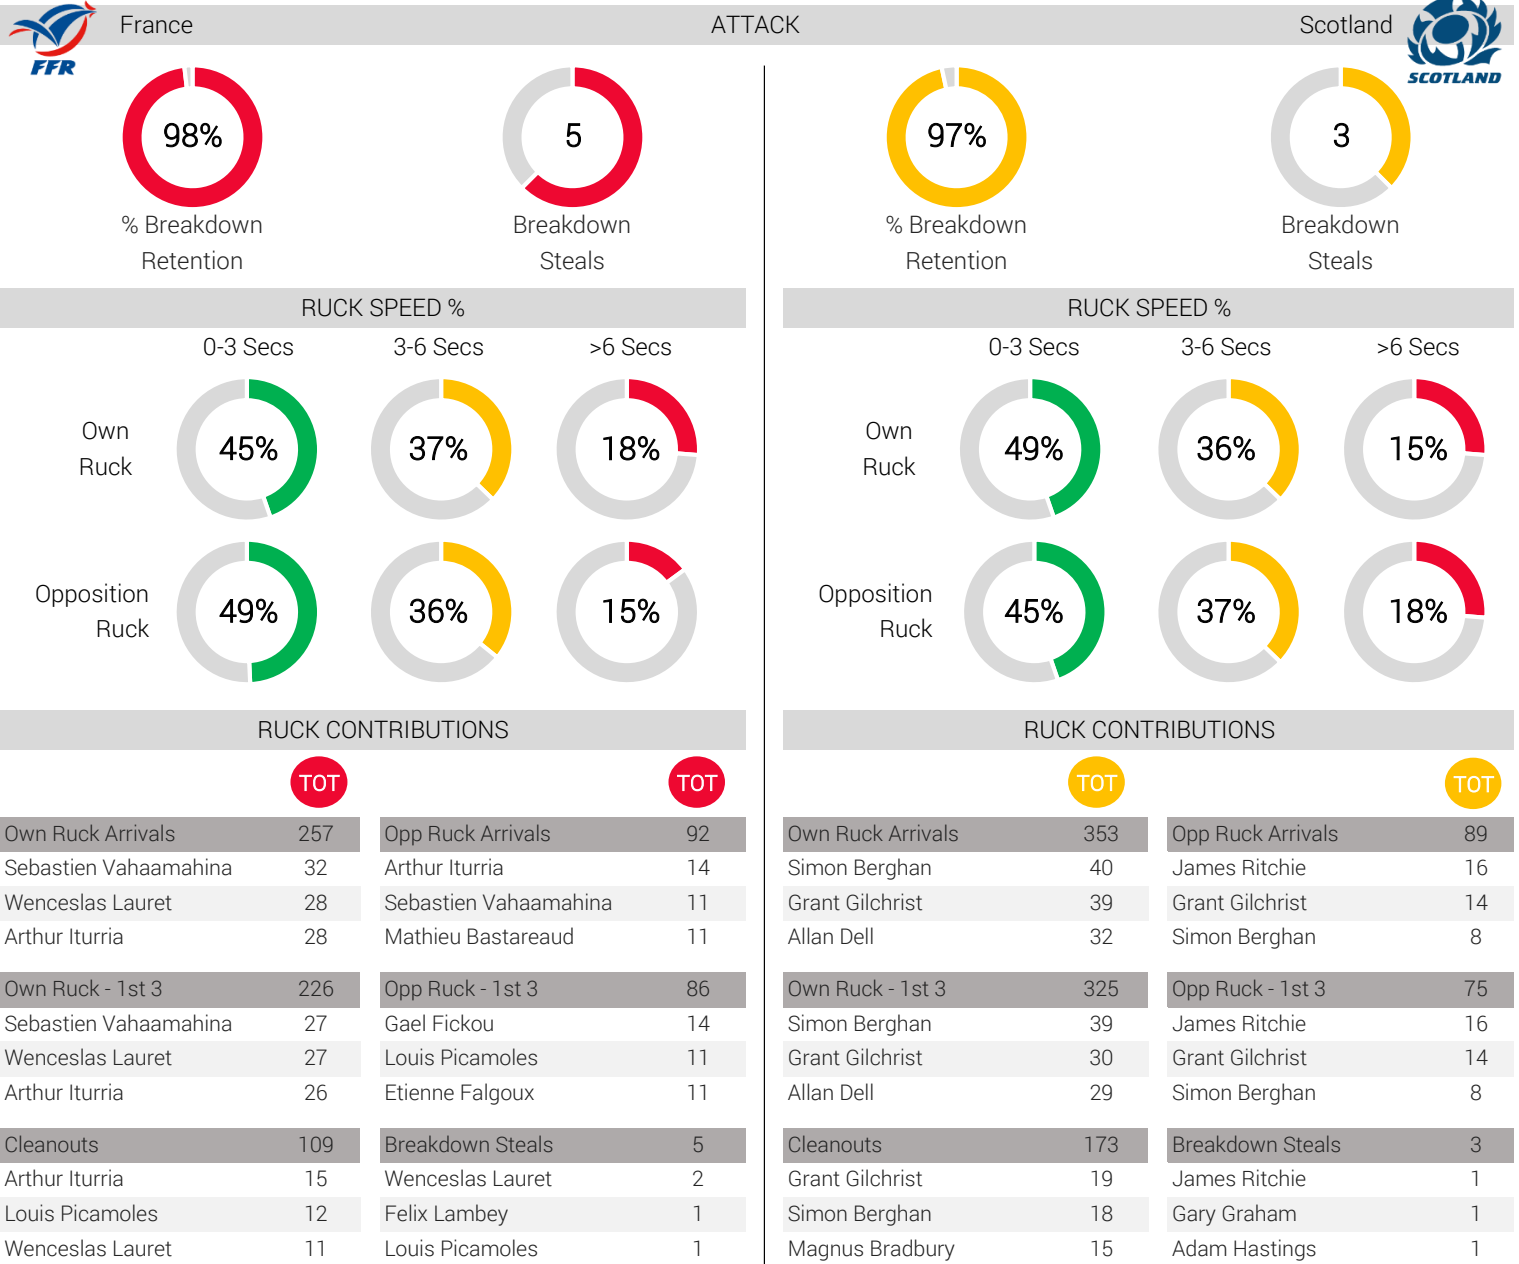 France ATTACK Scotland
FFR
SCOTLAND
98% 5 97% 3
% Breakdown Retention
Breakdown Steals
% Breakdown Retention
Breakdown Steals
RUCK SPEED %
0-3 Secs 3-6 Secs >6 Secs
Own Ruck 45% 37% 18%
Opposition Ruck 49% 36% 15%
RUCK SPEED %
0-3 Secs 3-6 Secs >6 Secs
Own Ruck 49% 36% 15%
Opposition Ruck 45% 37% 18%
RUCK CONTRIBUTIONS
TOT TOT
Own Ruck Arrivals 257 Opp Ruck Arrivals 92
Sebastien Vahaamahina 32 Arthur Iturria 14
Wenceslas Lauret 28 Sebastien Vahaamahina 11
Arthur Iturria 28 Mathieu Bastareaud 11
Own Ruck - 1st 3 226 Opp Ruck - 1st 3 86
Sebastien Vahaamahina 27 Gael Fickou 14
Wenceslas Lauret 27 Louis Picamoles 11
Arthur Iturria 26 Etienne Falgoux 11
Cleanouts 109 Breakdown Steals 5
Arthur Iturria 15 Wenceslas Lauret 2
Louis Picamoles 12 Felix Lambey 1
Wenceslas Lauret 11 Louis Picamoles 1
RUCK CONTRIBUTIONS
TOT TOT
Own Ruck Arrivals 353 Opp Ruck Arrivals 89
Simon Berghan 40 James Ritchie 16
Grant Gilchrist 39 Grant Gilchrist 14
Allan Dell 32 Simon Berghan 8
Own Ruck - 1st 3 325 Opp Ruck - 1st 3 75
Simon Berghan 39 James Ritchie 16
Grant Gilchrist 30 Grant Gilchrist 14
Allan Dell 29 Simon Berghan 8
Cleanouts 173 Breakdown Steals 3
Grant Gilchrist 19 James Ritchie 1
Simon Berghan 18 Gary Graham 1
Magnus Bradbury 15 Adam Hastings 1